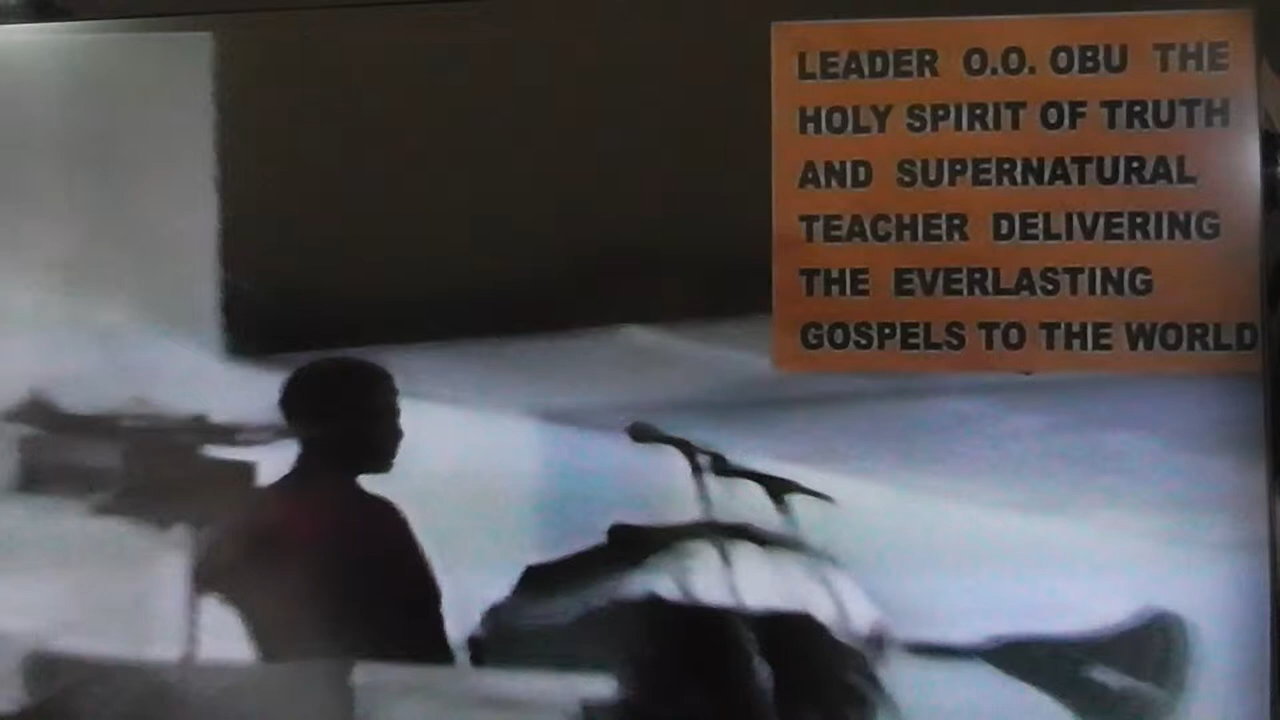 LEADER O.O. OBU THE
HOLY SPIRIT OF TRUTH
AND SUPERNATURAL
TEACHER DELIVERING
THE EVERLASTING
GOSPELS TO THE WORLD